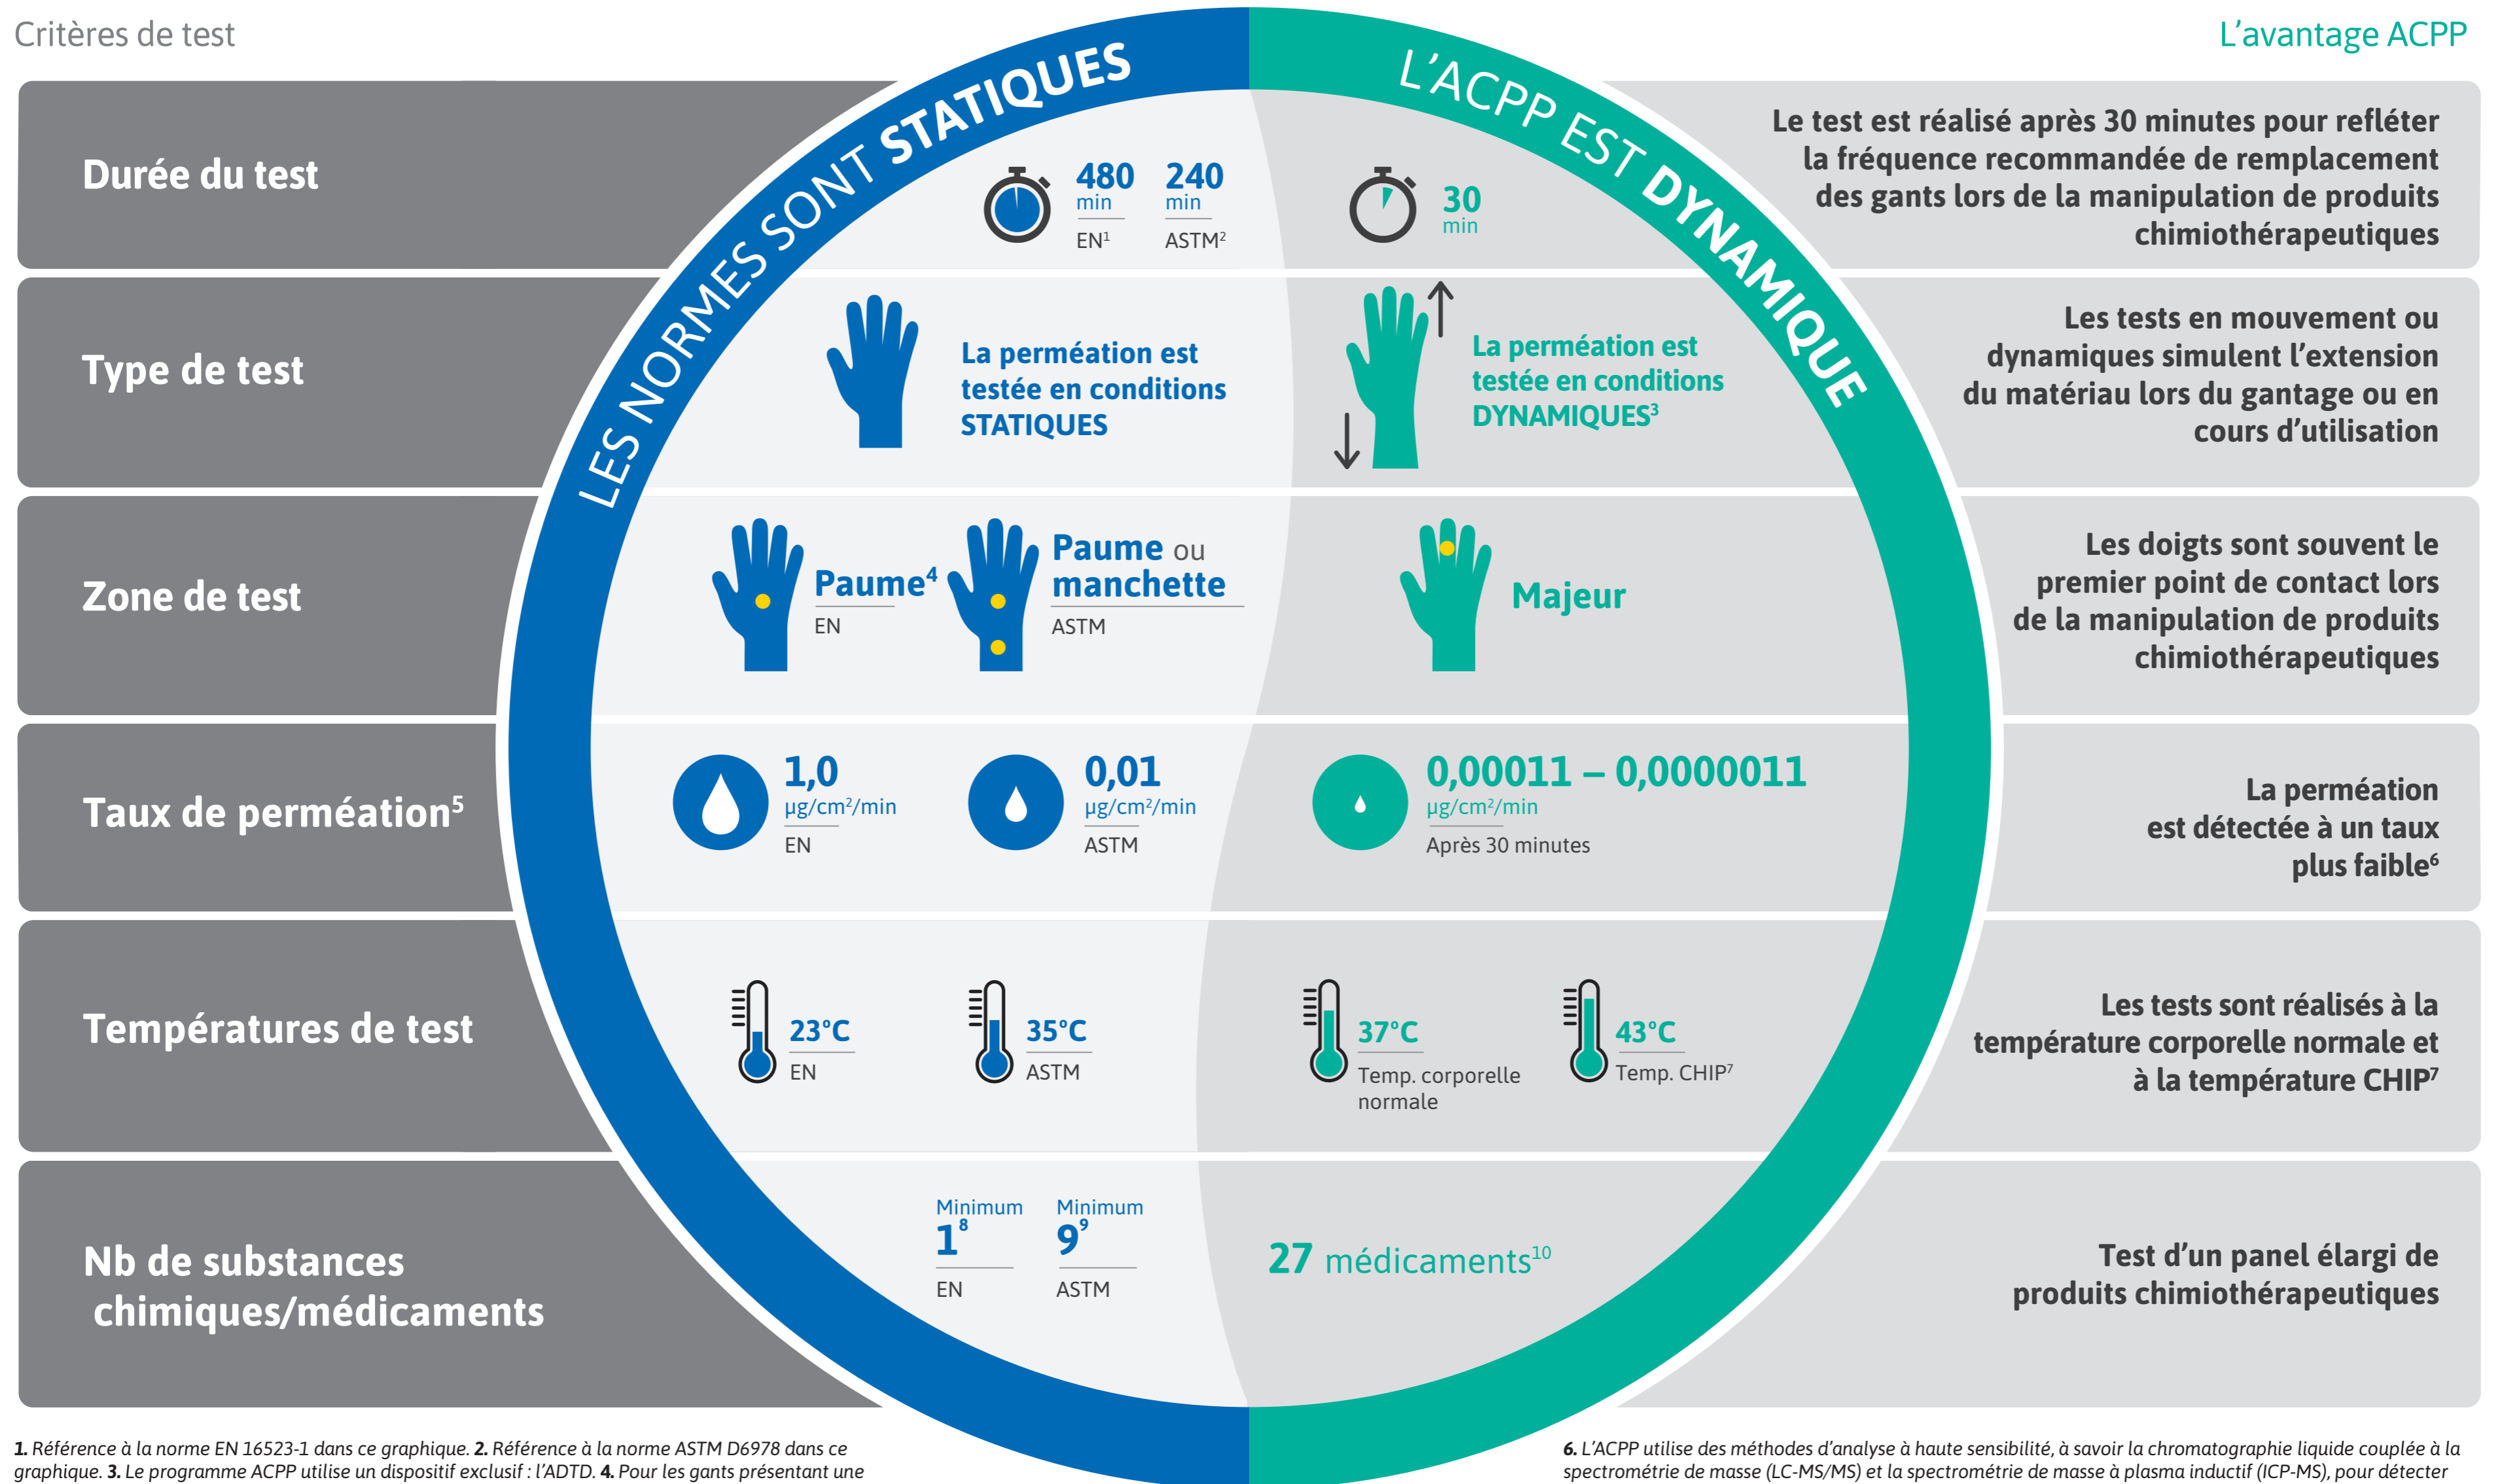 Critères de test
L'avantage ACPP
LES NORMES SONT STATIQUES
L'ACPP EST DYNAMIQUE
Durée du test
480
min
EN¹
240
min
ASTM²
30
min
Le test est réalisé après 30 minutes pour refléter
la fréquence recommandée de remplacement
des gants lors de la manipulation de produits
chimiothérapeutiques
Type de test
La perméation est
testée en conditions
STATIQUES
La perméation est
testée en conditions
DYNAMIQUES³
Les tests en mouvement ou
dynamiques simulent l'extension
du matériau lors du gantage ou en
cours d'utilisation
Zone de test
Paume⁴
EN
Paume ou
manchette
ASTM
Majeur
Les doigts sont souvent le
premier point de contact lors
de la manipulation de produits
chimiothérapeutiques
Taux de perméation⁵
1,0
µg/cm²/min
EN
0,01
µg/cm²/min
ASTM
0,00011 – 0,0000011
µg/cm²/min
Après 30 minutes
La perméation
est détectée à un taux
plus faible⁶
Températures de test
23°C
EN
35°C
ASTM
37°C
Temp. corporelle
normale
43°C
Temp. CHIP⁷
Les tests sont réalisés à la
température corporelle normale et
à la température CHIP⁷
Nb de substances
chimiques/médicaments
Minimum
1⁸
EN
Minimum
9⁹
ASTM
27 médicaments¹⁰
Test d'un panel élargi de
produits chimiothérapeutiques
1. Référence à la norme EN 16523-1 dans ce graphique. 2. Référence à la norme ASTM D6978 dans ce
graphique. 3. Le programme ACPP utilise un dispositif exclusif : l'ADTD. 4. Pour les gants présentant une
6. L'ACPP utilise des méthodes d'analyse à haute sensibilité, à savoir la chromatographie liquide couplée à la
spectrométrie de masse (LC-MS/MS) et la spectrométrie de masse à plasma inductif (ICP-MS), pour détecter